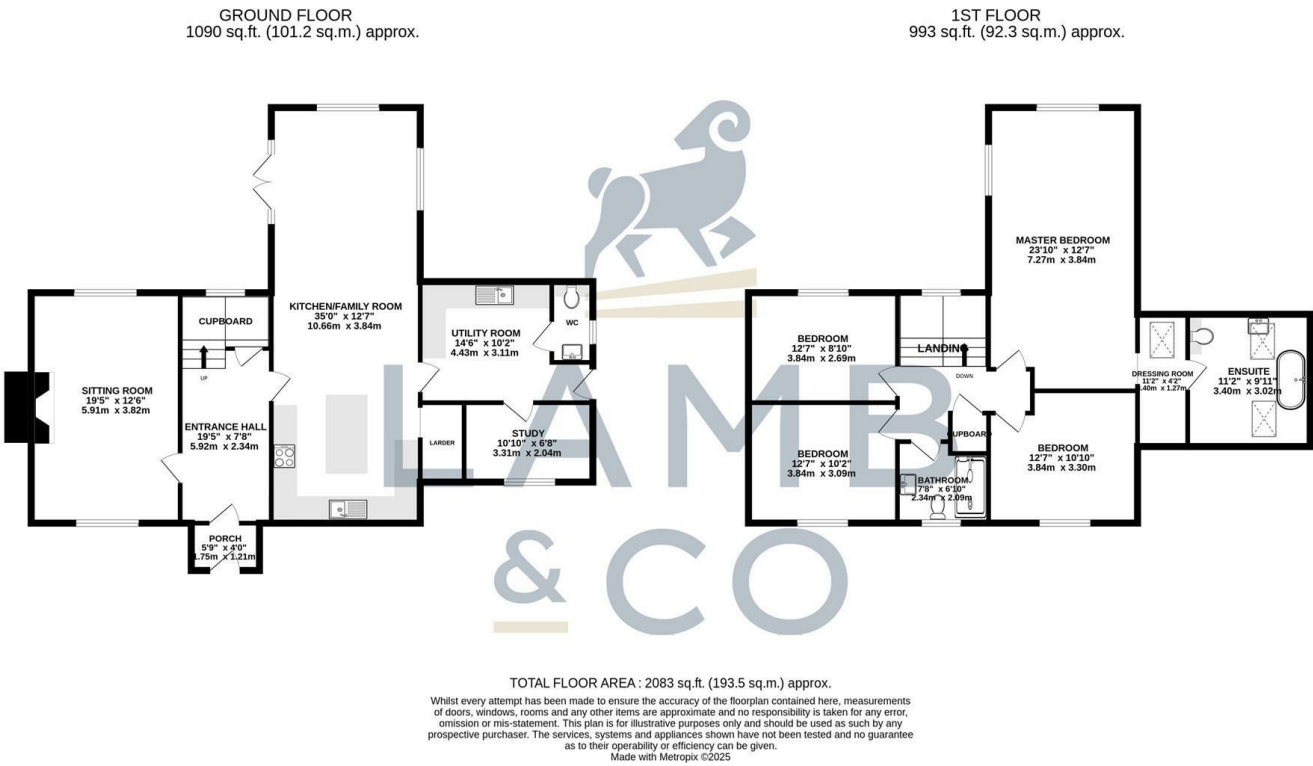 GROUND FLOOR
1090 sq.ft. (101.2 sq.m.) approx.
1ST FLOOR
993 sq.ft. (92.3 sq.m.) approx.
KITCHEN/FAMILY ROOM
35'0" x 12'7"
10.66m x 3.84m
CUPBOARD
UP
SITTING ROOM
19'5" x 12'6"
5.91m x 3.82m
ENTRANCE HALL
19'5" x 7'8"
5.92m x 2.34m
PORCH
5'9" x 4'0"
1.75m x 1.21m
UTILITY ROOM
14'6" x 10'2"
4.43m x 3.11m
WC
LARDER
STUDY
10'10" x 6'8"
3.31m x 2.04m
MASTER BEDROOM
23'10" x 12'7"
7.27m x 3.84m
BEDROOM
12'7" x 8'10"
3.84m x 2.69m
LANDING
DOWN
DRESSING ROOM
11'2" x 4'2"
.40m x 1.27m
ENSUITE
11'2" x 9'11"
3.40m x 3.02m
BEDROOM
12'7" x 10'2"
3.84m x 3.09m
CUPBOARD
BATHROOM
7'8" x 6'10"
2.34m x 2.09m
BEDROOM
12'7" x 10'10"
3.84m x 3.30m
LAMB
& CO
TOTAL FLOOR AREA : 2083 sq.ft. (193.5 sq.m.) approx.
Whilst every attempt has been made to ensure the accuracy of the floorplan contained here, measurements
of doors, windows, rooms and any other items are approximate and no responsibility is taken for any error,
omission or mis-statement. This plan is for illustrative purposes only and should be used as such by any
prospective purchaser. The services, systems and appliances shown have not been tested and no guarantee
as to their operability or efficiency can be given.
Made with Metropix ©2025